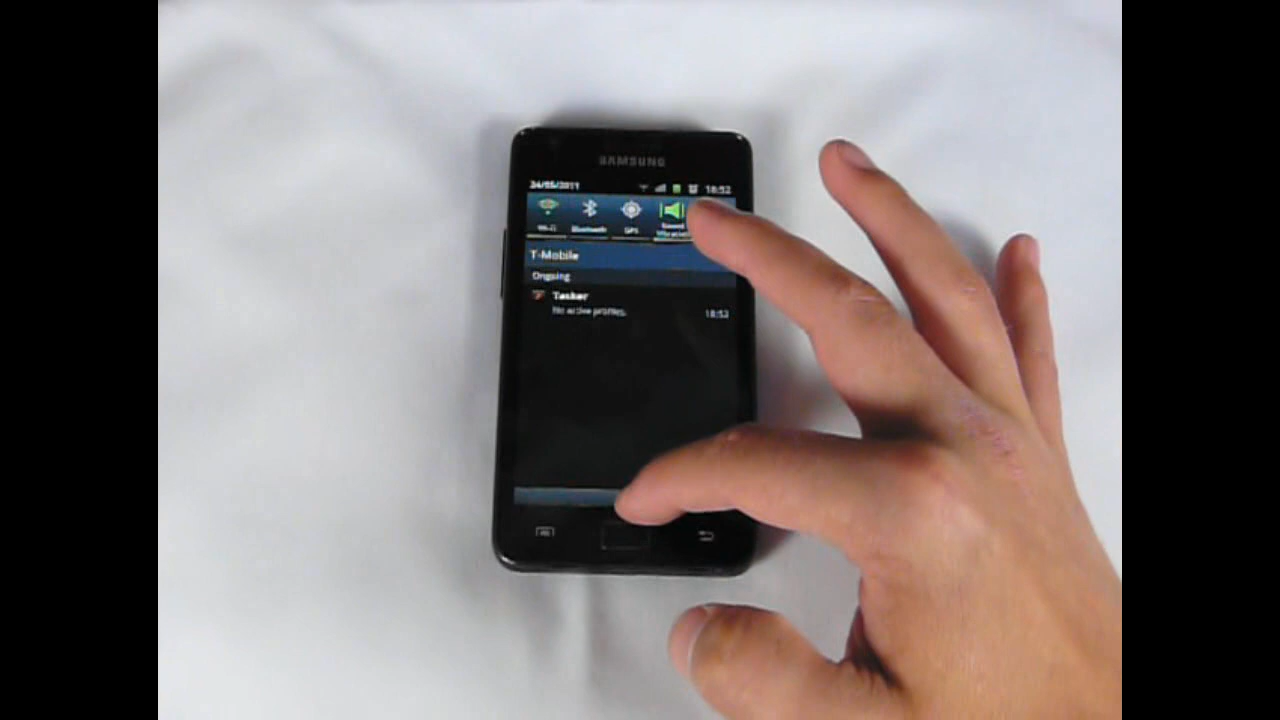 SAMSUNG
24/05/2011 18:52
Wi-Fi Bluetooth GPS Sound Vibration
T-Mobile
Ongoing
Tasker
No active profiles. 18:52